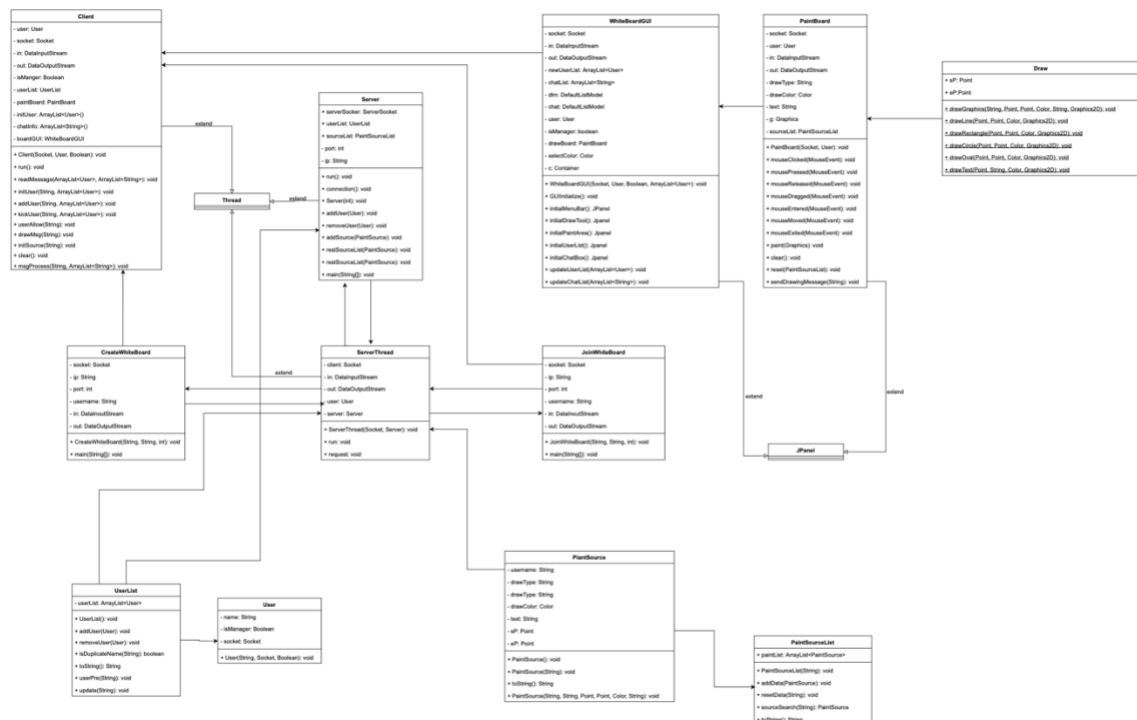 Client
- user: User
- socket: Socket
- in: DataInputStream
- out: DataOutputStream
- isManger: Boolean
- userList: UserList
- paintBoard: PaintBoard
- initUser: ArrayList<User>()
- chatInfo: ArrayList<String>()
- boardGUI: WhiteBoardGUI
+ Client(Socket, User, Boolean): void
+ run(): void
+ readMessage(ArrayList<User>, ArrayList<String>): void
+ initUser(String, ArrayList<User>): void
+ addUser(String, ArrayList<User>): void
+ kickUser(String, ArrayList<User>): void
+ userAllow(String): void
+ drawMsg(String): void
+ intSource(String): void
+ clear(): void
+ msgProcess(String, ArrayList<String>): void
extend
Thread
extend
Server
+ serverSocker: ServerSocket
+ userList: UserList
+ sourceList: PaintSourceList
- port: int
- ip: String
+ run(): void
+ connection(): void
+ Server(int): void
+ addUser(User): void
+ removeUser(User): void
+ addSource(PaintSource): void
+ restSourceList(PaintSource): void
+ restSourceList(PaintSource): void
+ main(String[]): void
WhiteBoardGUI
- socket: Socket
- in: DataInputStream
- out: DataOutputStream
- newUserList: ArrayList<User>
- chatList: ArrayList<String>
- dlm: DefaultListModel
- chat: DefaultListModel
- user: User
- isManager: boolean
- drawBoard: PaintBoard
- selectColor: Color
- c: Container
+ WhiteBoardGUI(Socket, User, Boolean, ArrayList<User>): void
+ GUIInitialize(): void
+ initialMenuBar(): JPanel
+ initialDrawTool(): Jpanel
+ initialPaintArea(): Jpanel
+ initialUserList(): Jpanel
+ initialChatBox(): Jpanel
+ updateUserList(ArrayList<User>): void
+ updateChatList(ArrayList<String>): void
PaintBoard
- socket: Socket
- user: User
- in: DataInputStream
- out: DataOutputStream
- drawType: String
- drawColor: Color
- text: String
- g: Graphics
- sourceList: PaintSourceList
+ PaintBoard(Socket, User): void
+ mouseClicked(MouseEvent)
+ mousePressed(MouseEvent)
+ mouseReleased(MouseEvent)
+ mouseDragged(MouseEvent)
+ mouseEntered(MouseEvent)
+ mouseMoved(MouseEvent)
+ mouseExited(MouseEvent)
+ paint(Graphics): void
+ clear(): void
+ reset(PaintSourceList): void
+ sendDrawingMessage(String): void
Draw
+ sP: Point
+ eP:Point
+ drawGraphics(String, Point, Point, Color, String, Graphics2D): void
+ drawLine(Point, Point, Color, Graphics2D): void
+ drawRectangle(Point, Point, Color, Graphics2D): void
+ drawCircle(Point, Point, Color, Graphics2D): void
+ drawOval(Point, Point, Color, Graphics2D): void
+ drawText(Point, String, Color, Graphics2D): void
CreateWhiteBoard
- socket: Socket
- ip: String
- port: int
- username: String
- in: DataInoutStream
- out: DataOutputStream
+ CreateWhiteBoard(String, String, int): void
+ main(String[]): void
extend
ServerThread
- client: Socket
- in: DataInputStream
- out: DataOutputStream
- user: User
- server: Server
+ ServerThread(Socket, Server): void
+ run: void
+ request: void
JoinWhiteBoard
- socket: Socket
- ip: String
- port: int
- username: String
- in: DataInoutStream
- out: DataOutputStream
+ JoinWhiteBoard(String, String, int): void
+ main(String[]): void
extend
extend
JPanel
UserList
- userList: ArrayList<User>
+ UserList(): void
+ addUser(User): void
+ removeUser(User): void
+ isDuplicateName(String): boolean
+ toString(): String
+ userPre(String): void
+ update(String): void
User
- name: String
- isManager: Boolean
- socket: Socket
+ User(String, Socket, Boolean): void
PlantSource
- username: String
- drawType: String
- drawType: String
- drawColor: Color
- text: String
- sP: Point
- eP: Point
+ PaintSource(): void
+ PaintSource(String): void
+ toString(): String
+ PaintSource(String, String, Point, Point, Color, String): void
PaintSourceList
+ paintList: ArrayList<PaintSource>
+ PaintSourceList(String): void
+ addData(PaintSource): void
+ resetData(String): void
+ sourceSearch(String): PaintSource
+ toString(): String